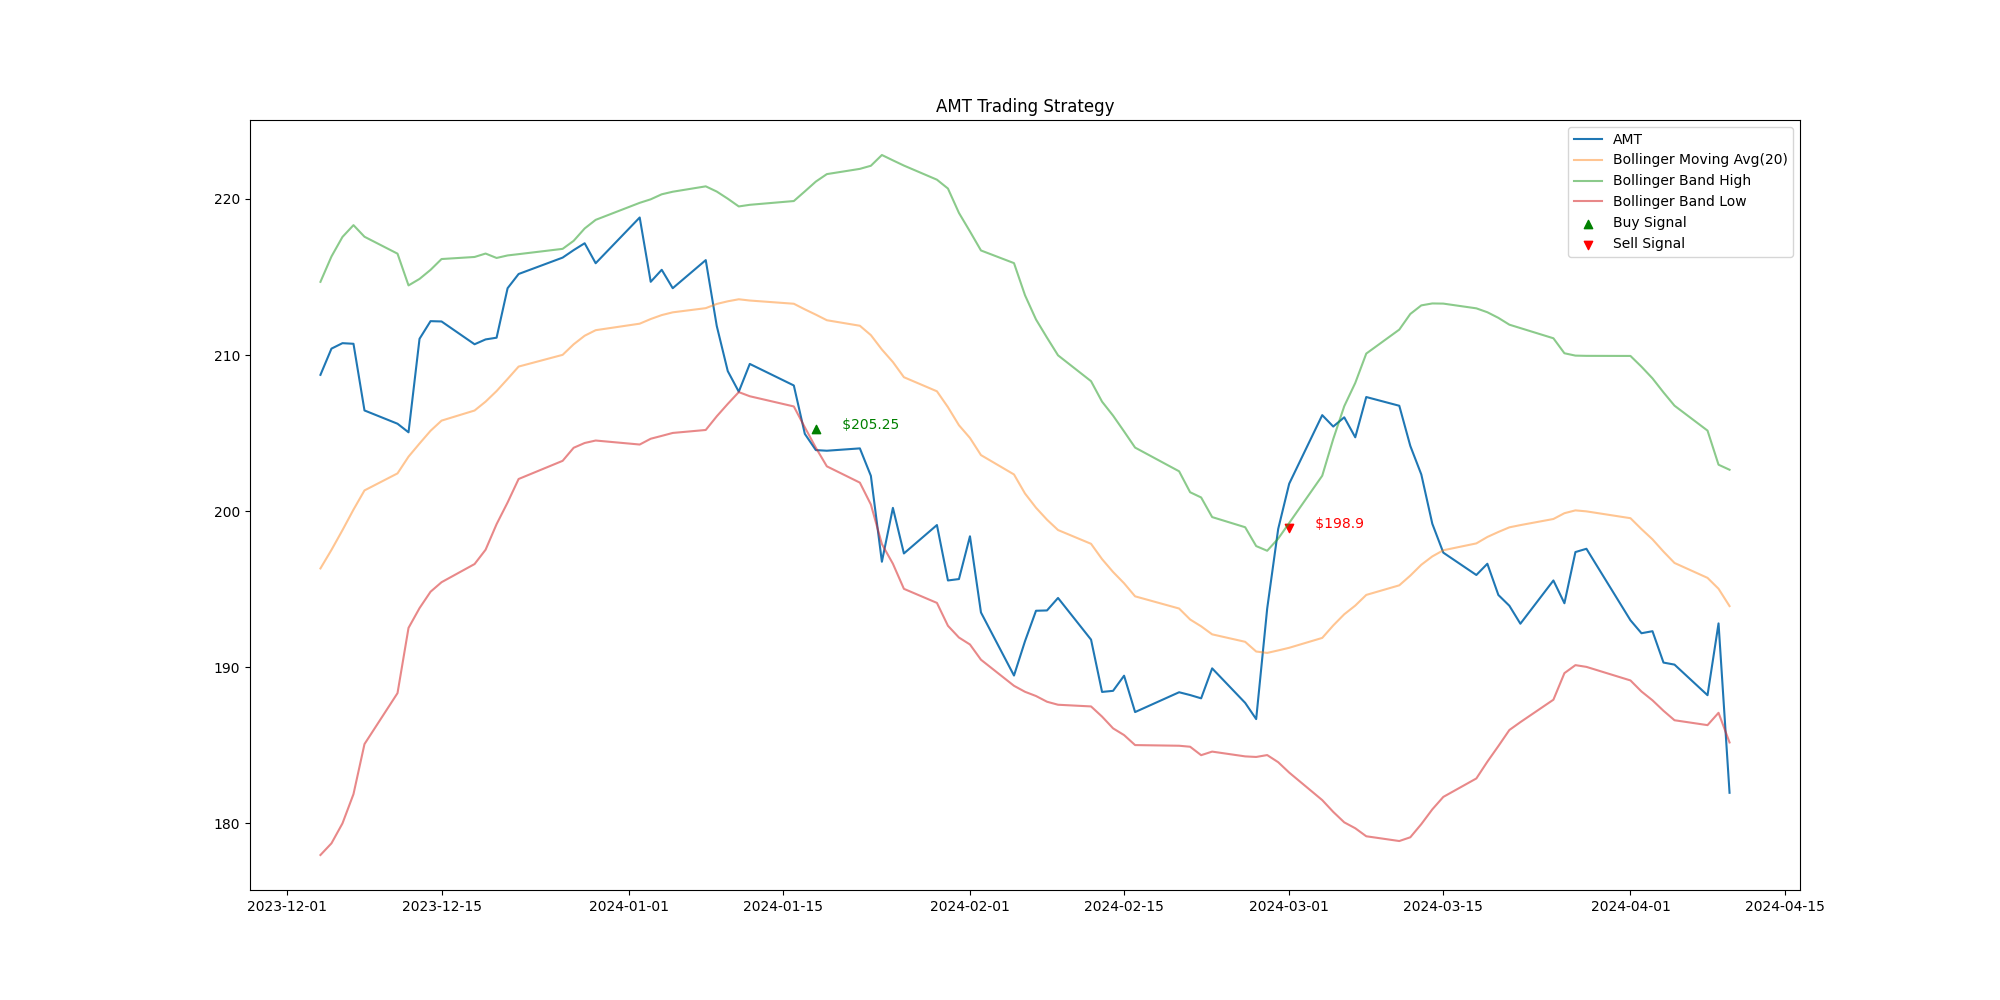 AMT Trading Strategy
AMT
Bollinger Moving Avg(20)
Bollinger Band High
Bollinger Band Low
Buy Signal
Sell Signal
220
210
200
190
180
$205.25
$198.9
2023-12-01
2023-12-15
2024-01-01
2024-01-15
2024-02-01
2024-02-15
2024-03-01
2024-03-15
2024-04-01
2024-04-15